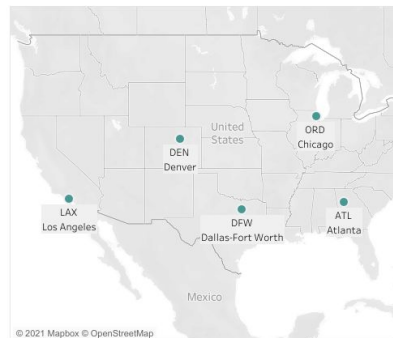 ORD
Chicago
United
States
DEN
Denver
LAX
Los Angeles
DFW
Dallas-Fort Worth
ATL
Atlanta
Mexico
© 2021 Mapbox © OpenStreetMap